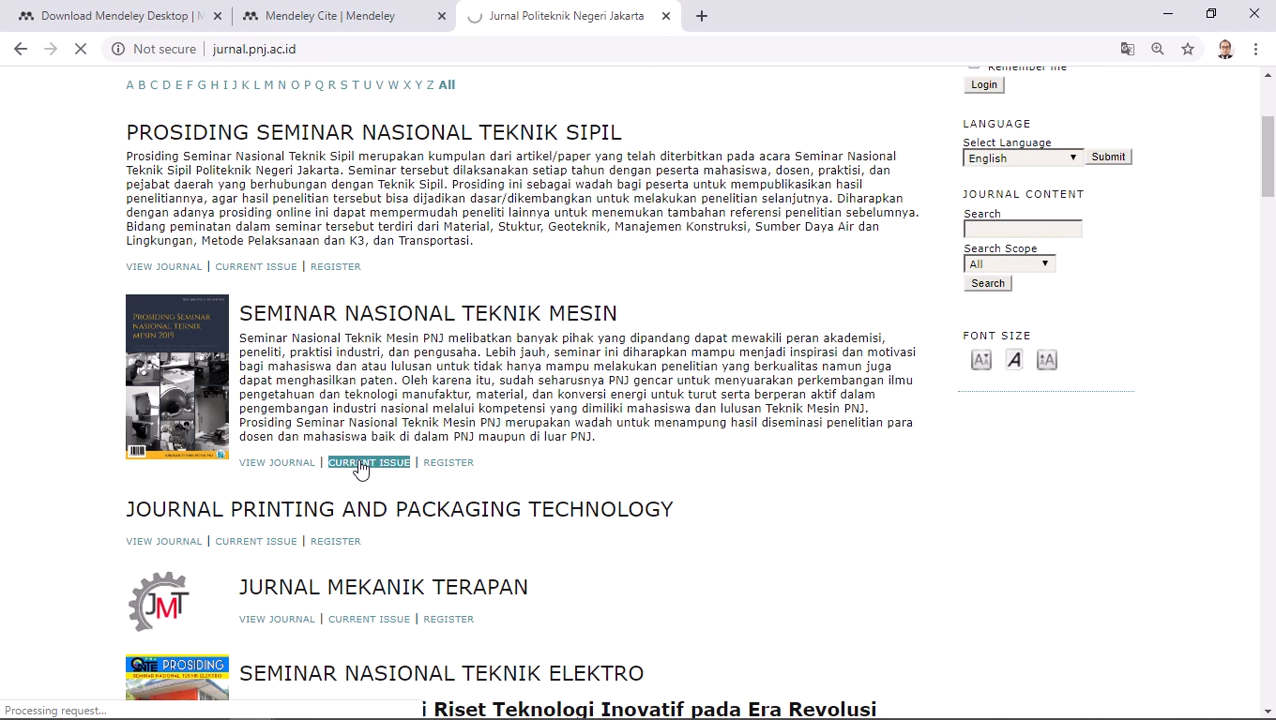 Download Mendeley Desktop | M
Mendeley Cite | Mendeley
Jurnal Politeknik Negeri Jakarta
Not secure
jurnal.pnj.ac.id
A B C D E F G H I J K L M N O P Q R S T U V W X Y Z All
PROSIDING SEMINAR NASIONAL TEKNIK SIPIL
Prosiding Seminar Nasional Teknik Sipil merupakan kumpulan dari artikel/paper yang telah diterbitkan pada acara Seminar Nasional
Teknik Sipil Politeknik Negeri Jakarta. Seminar tersebut dilaksanakan setiap tahun dengan peserta mahasiswa, dosen, praktisi, dan
pejabat daerah yang berhubungan dengan Teknik Sipil. Prosiding ini sebagai wadah bagi peserta untuk mempublikasikan hasil
penelitiannya, agar hasil penelitian tersebut bisa dijadikan dasar/dikembangkan untuk melakukan penelitian selanjutnya. Diharapkan
dengan adanya prosiding online ini dapat mempermudah peneliti lainnya untuk menemukan tambahan referensi penelitian sebelumnya.
Bidang peminatan dalam seminar tersebut terdiri dari Material, Stuktur, Geoteknik, Manajemen Konstruksi, Sumber Daya Air dan
Lingkungan, Metode Pelaksanaan dan K3, dan Transportasi.
VIEW JOURNAL | CURRENT ISSUE | REGISTER
PROSIDING SEMINAR
NASIONAL TEKNIK
MESIN 2019
SEMINAR NASIONAL TEKNIK MESIN
Seminar Nasional Teknik Mesin PNJ melibatkan banyak pihak yang dipandang dapat mewakili peran akademisi,
peneliti, praktisi industri, dan pengusaha. Lebih jauh, seminar ini diharapkan mampu menjadi inspirasi dan motivasi
bagi mahasiswa dan atau lulusan untuk tidak hanya mampu melakukan penelitian yang berkualitas namun juga
dapat menghasilkan paten. Oleh karena itu, sudah seharusnya PNJ gencar untuk menyuarakan perkembangan ilmu
pengetahuan dan teknologi manufaktur, material, dan konversi energi untuk turut serta berperan aktif dalam
pengembangan industri nasional melalui kompetensi yang dimiliki mahasiswa dan lulusan Teknik Mesin PNJ.
Prosiding Seminar Nasional Teknik Mesin PNJ merupakan wadah untuk menampung hasil diseminasi penelitian para
dosen dan mahasiswa baik di dalam PNJ maupun di luar PNJ.
VIEW JOURNAL | CURRENT ISSUE | REGISTER
JOURNAL PRINTING AND PACKAGING TECHNOLOGY
VIEW JOURNAL | CURRENT ISSUE | REGISTER
JMT
JURNAL MEKANIK TERAPAN
VIEW JOURNAL | CURRENT ISSUE | REGISTER
PROSIDING
SEMINAR NASIONAL TEKNIK ELEKTRO
SEMINAR NASIONAL TEKNIK ELEKTRO
i Riset Teknologi Inovatif pada Era Revolusi
Processing request...
Remember me
Login
LANGUAGE
Select Language
English
Submit
JOURNAL CONTENT
Search
Search Scope
All
Search
FONT SIZE
A
A
A